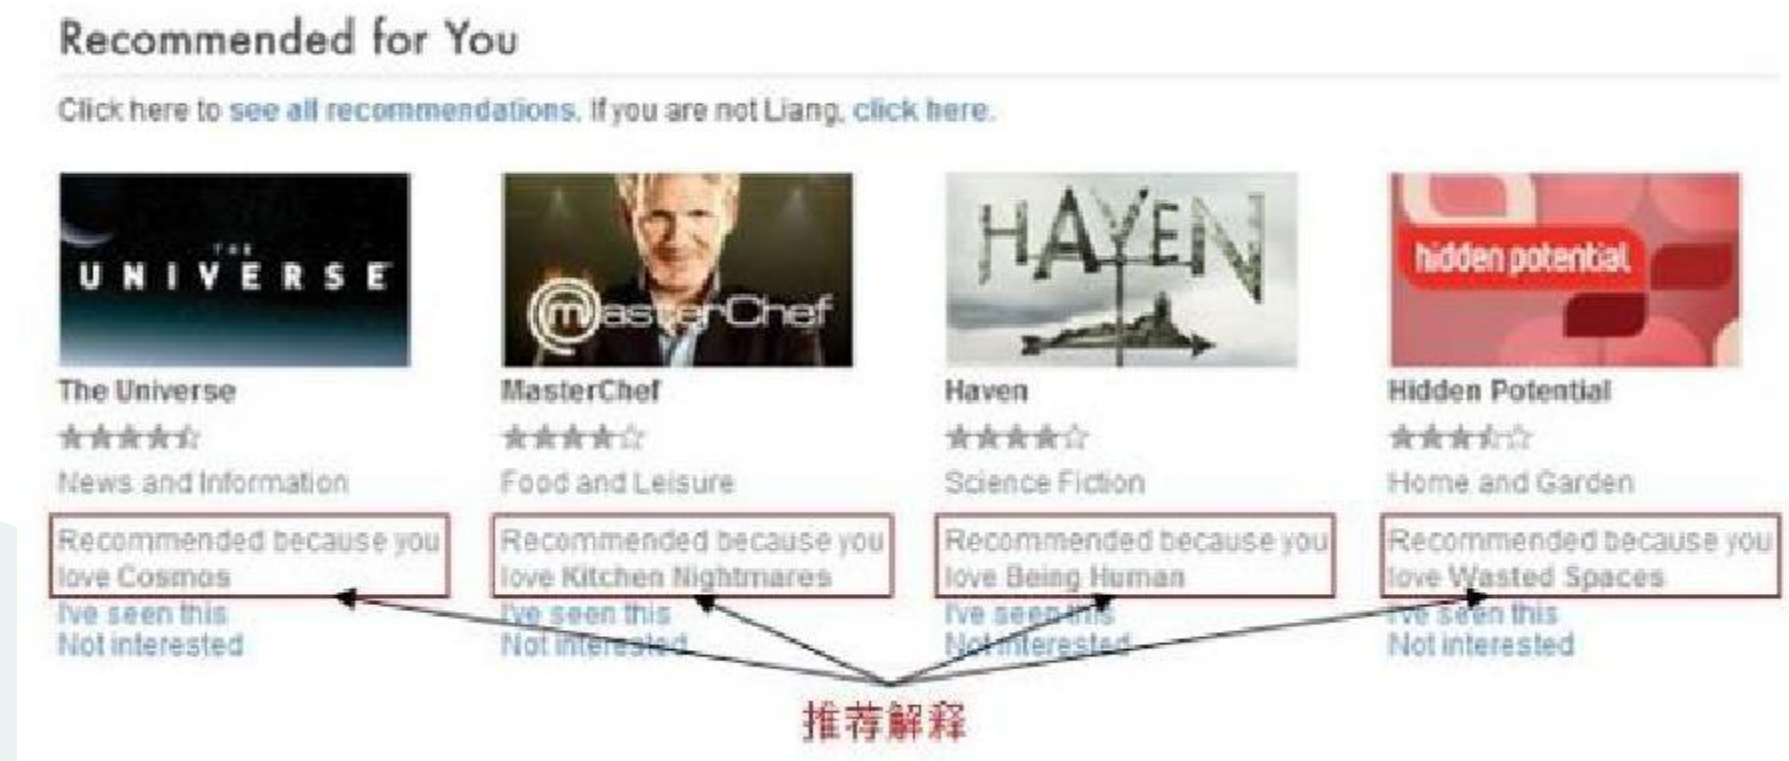 Recommended for You
Click here to see all recommendations. If you are not Liang, click here.
THE
UNIVERSE
MasterChef
HAVEN
hidden potential
The Universe
MasterChef
Haven
Hidden Potential
News and Information
Food and Leisure
Science Fiction
Home and Garden
Recommended because you
love Cosmos
Recommended because you
love Kitchen Nightmares
Recommended because you
love Being Human
Recommended because you
love Wasted Spaces
I've seen this
Not interested
I've seen this
Not interested
I've seen this
Not interested
I've seen this
Not interested
推荐解释